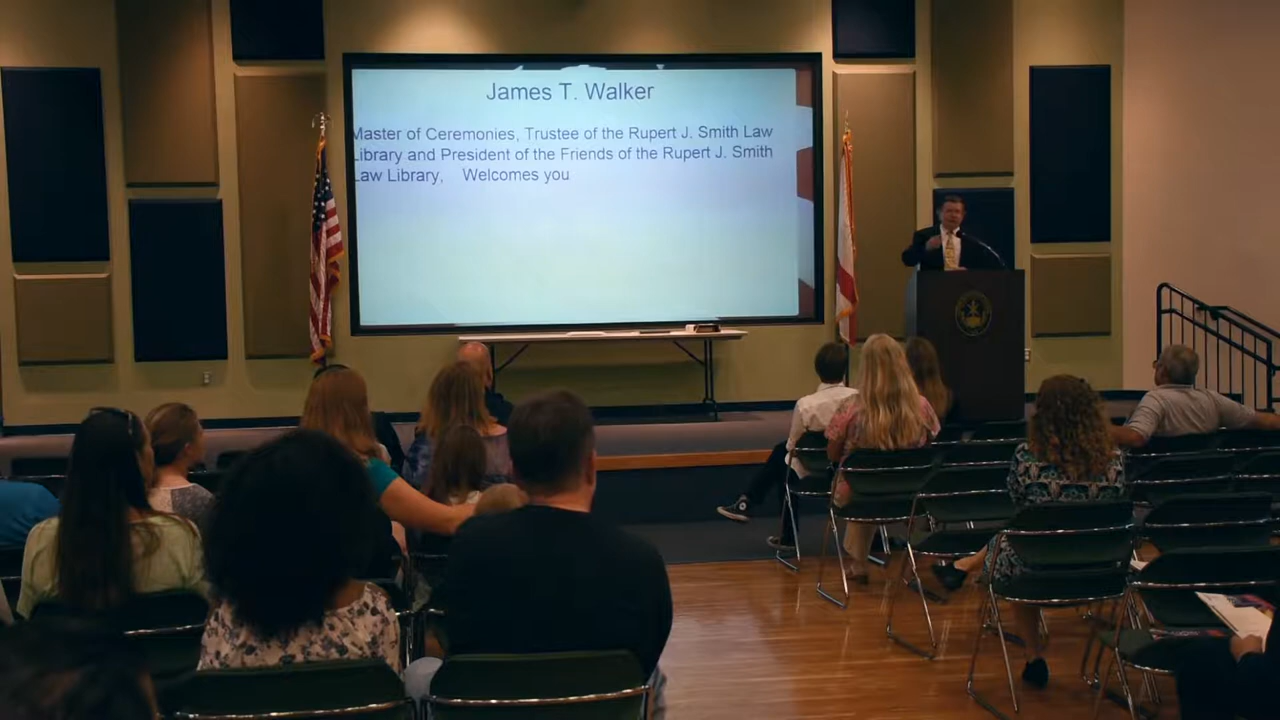 James T. Walker
Master of Ceremonies, Trustee of the Rupert J. Smith Law
Library and President of the Friends of the Rupert J. Smith
Law Library, Welcomes you